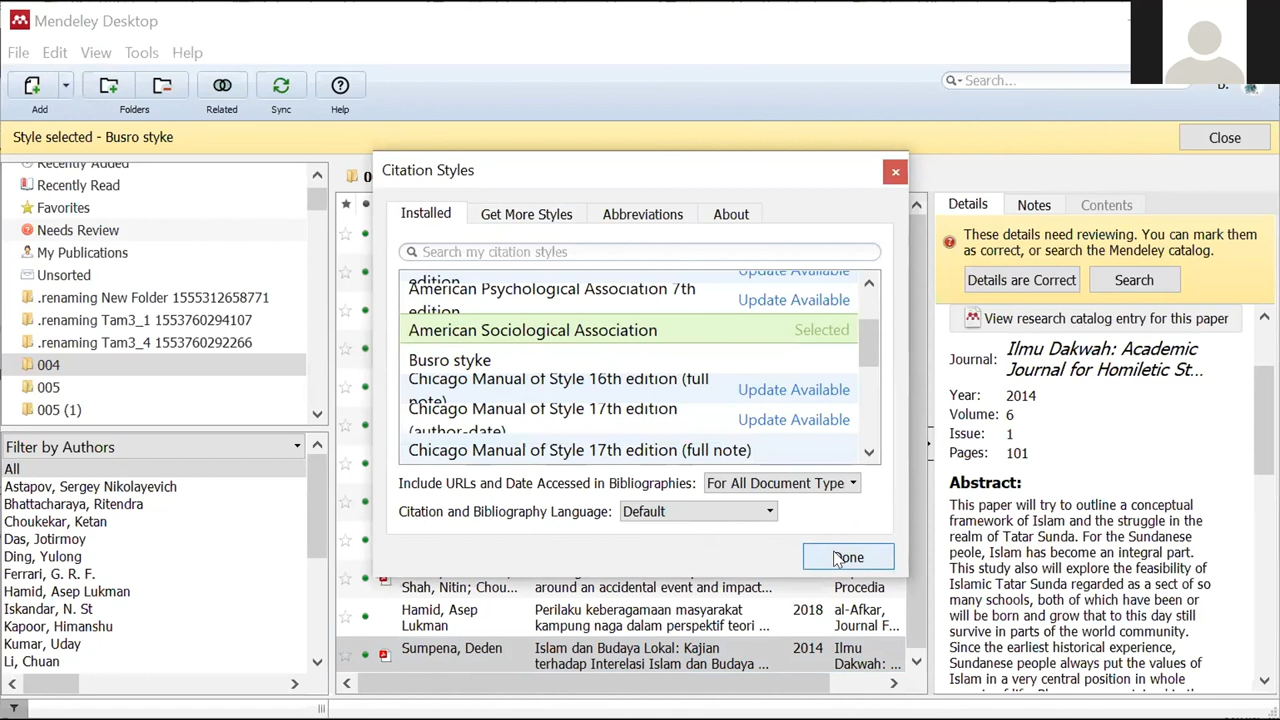 Mendeley Desktop
File Edit View Tools Help
Search...
Add Folders Related Sync Help
Style selected - Busro styke
Close
Recently Added
Recently Read
Favorites
Needs Review
My Publications
Unsorted
.renaming New Folder 1555312658771
.renaming Tam3_1 1553760294107
.renaming Tam3_4 1553760292266
004
005
005 (1)
Filter by Authors
All
Astapov, Sergey Nikolayevich
Bhattacharaya, Ritendra
Choukekar, Ketan
Das, Jotirmoy
Ding, Yulong
Ferrari, G. R. F.
Hamid, Asep Lukman
Iskandar, N. St
Kapoor, Himanshu
Kumar, Uday
Li, Chuan
Citation Styles
Installed Get More Styles Abbreviations About
Search my citation styles
edition Update Available
American Psychological Association 7th
edition Update Available
American Sociological Association Selected
Busro styke
Chicago Manual of Style 16th edition (full
note) Update Available
Chicago Manual of Style 17th edition
(author-date) Update Available
Chicago Manual of Style 17th edition (full note)
Include URLs and Date Accessed in Bibliographies: For All Document Type
Citation and Bibliography Language: Default
Done
Shah, Nitin; Chou... around an accidental event and impact... Procedia
Hamid, Asep Perilaku keberagamaan masyarakat 2018 al-Afkar,
Lukman kampung naga dalam perspektif teori ... Journal F...
Sumpena, Deden Islam dan Budaya Lokal: Kajian 2014 Ilmu
terhadap Interelasi Islam dan Budaya ... Dakwah: ...
Details Notes Contents
These details need reviewing. You can mark them
as correct, or search the Mendeley catalog.
Details are Correct Search
View research catalog entry for this paper
Journal: Ilmu Dakwah: Academic
Journal for Homiletic St...
Year: 2014
Volume: 6
Issue: 1
Pages: 101
Abstract:
This paper will try to outline a conceptual
framework of Islam and the struggle in the
realm of Tatar Sunda. For the Sundanese
peole, Islam has become an integral part.
This study also will explore the feasibility of
Islamic Tatar Sunda regarded as a sect of so
many schools, both of which have been or
will be born and grow that to this day still
survive in parts of the world community.
Since the earliest historical experience,
Sundanese people always put the values of
Islam in a very central position in whole